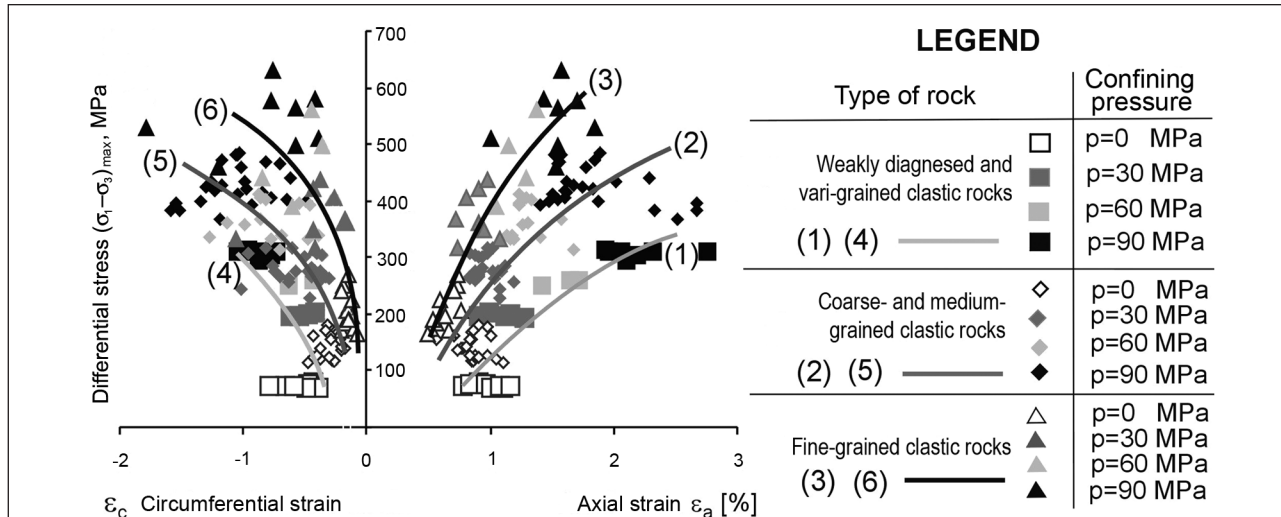 Differential stress (σ₁–σ₃)max, MPa
700
600
500
400
300
200
100
(6)
(5)
(4)
(3)
(2)
(1)
-2
-1
0
0
1
2
3
εc Circumferential strain
Axial strain εa [%]
LEGEND
Type of rock
Confining pressure
Weakly diagnesed and
vari-grained clastic rocks
(1) (4)
p=0 MPa
p=30 MPa
p=60 MPa
p=90 MPa
Coarse- and medium-
grained clastic rocks
(2) (5)
p=0 MPa
p=30 MPa
p=60 MPa
p=90 MPa
Fine-grained clastic rocks
(3) (6)
p=0 MPa
p=30 MPa
p=60 MPa
p=90 MPa